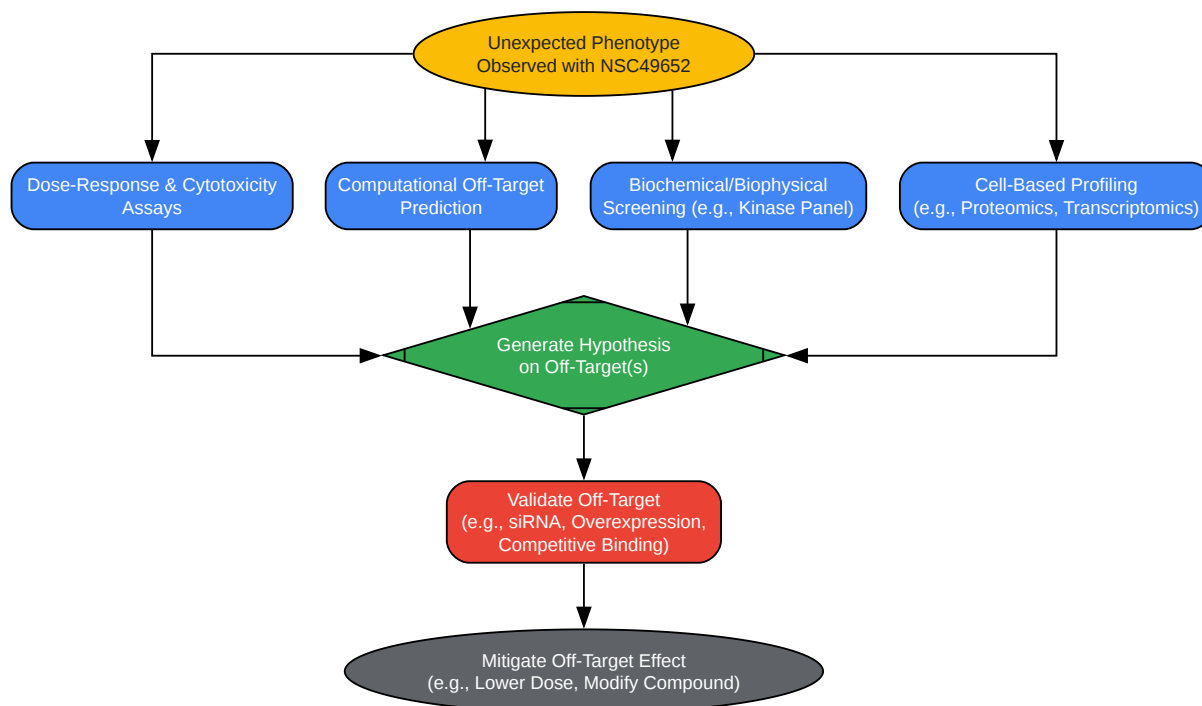 Unexpected Phenotype
Observed with NSC49652
Dose-Response & Cytotoxicity
Assays
Computational Off-Target
Prediction
Biochemical/Biophysical
Screening (e.g., Kinase Panel)
Cell-Based Profiling
(e.g., Proteomics, Transcriptomics)
Generate Hypothesis
on Off-Target(s)
Validate Off-Target
(e.g., siRNA, Overexpression,
Competitive Binding)
Mitigate Off-Target Effect
(e.g., Lower Dose, Modify Compound)